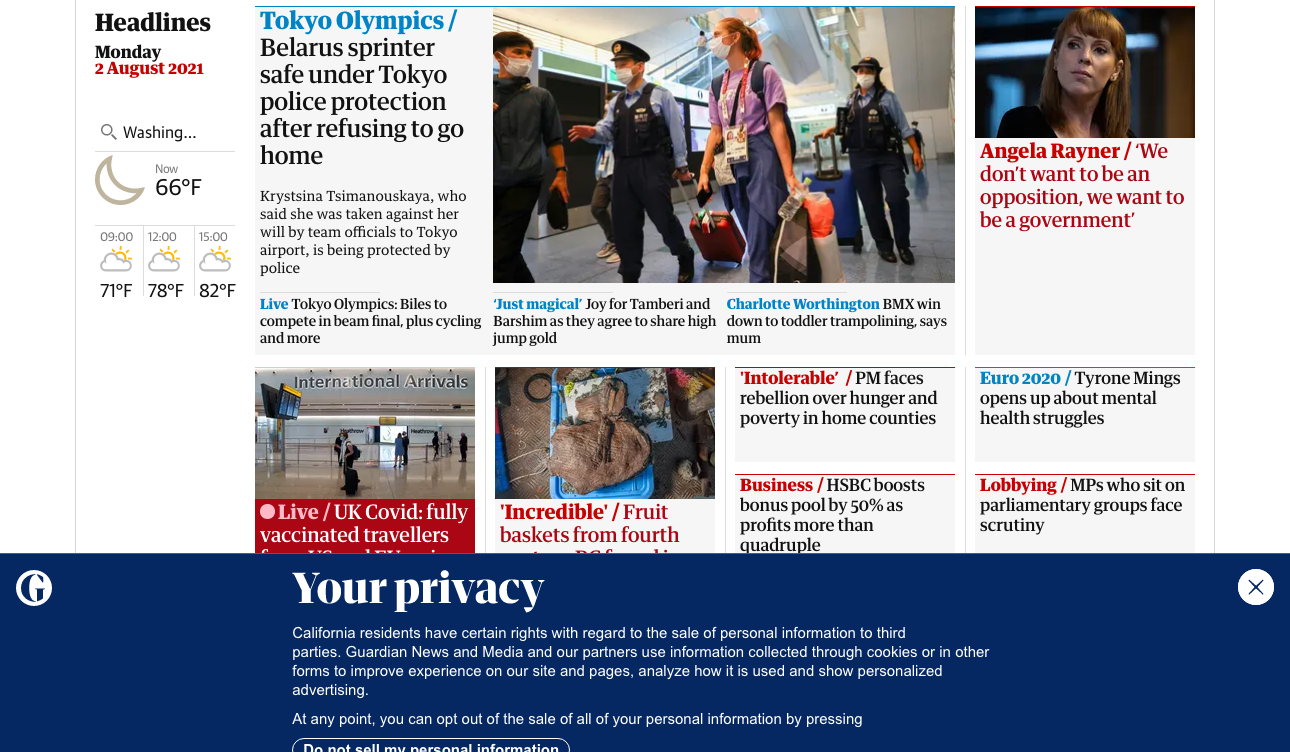 Headlines
Monday
2 August 2021
Washing...
Now
66°F
09:00
71°F
12:00
78°F
15:00
82°F
Tokyo Olympics /
Belarus sprinter
safe under Tokyo
police protection
after refusing to go
home
Krystsina Tsimanouskaya, who
said she was taken against her
will by team officials to Tokyo
airport, is being protected by
police
Live Tokyo Olympics: Biles to
compete in beam final, plus cycling
and more
‘Just magical’ Joy for Tamberi and
Barshim as they agree to share high
jump gold
Charlotte Worthington BMX win
down to toddler trampolining, says
mum
Angela Rayner / ‘We
don’t want to be an
opposition, we want to
be a government’
International Arrivals
Heathrow
Heathrow
Live / UK Covid: fully
vaccinated travellers
'Incredible' / Fruit
baskets from fourth
'Intolerable’ / PM faces
rebellion over hunger and
poverty in home counties
Business / HSBC boosts
bonus pool by 50% as
profits more than
quadruple
Euro 2020 / Tyrone Mings
opens up about mental
health struggles
Lobbying / MPs who sit on
parliamentary groups face
scrutiny
G
Your privacy
California residents have certain rights with regard to the sale of personal information to third
parties. Guardian News and Media and our partners use information collected through cookies or in other
forms to improve experience on our site and pages, analyze how it is used and show personalized
advertising.
At any point, you can opt out of the sale of all of your personal information by pressing
Do not sell my personal information